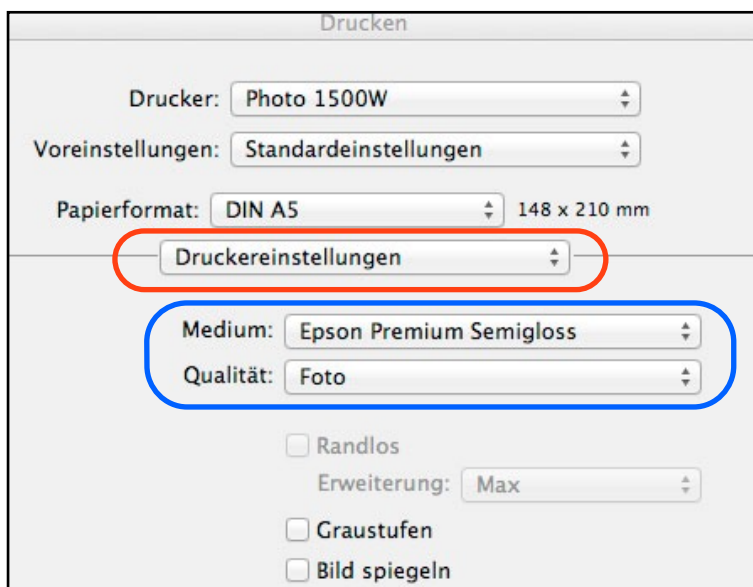 Drucken
Drucker: Photo 1500W
Voreinstellungen: Standardeinstellungen
Papierformat: DIN A5 148 x 210 mm
Druckereinstellungen
Medium: Epson Premium Semigloss
Qualität: Foto
Randlos
Erweiterung: Max
Graustufen
Bild spiegeln